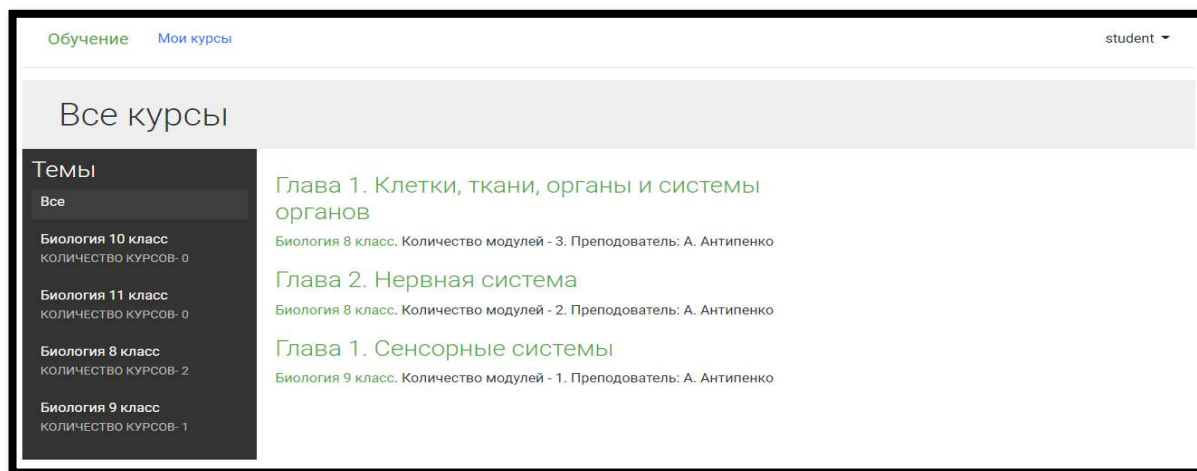 Обучение Мои курсы student
Все курсы
Темы
Все
Биология 10 класс
КОЛИЧЕСТВО КУРСОВ- 0
Биология 11 класс
КОЛИЧЕСТВО КУРСОВ- 0
Биология 8 класс
КОЛИЧЕСТВО КУРСОВ- 2
Биология 9 класс
КОЛИЧЕСТВО КУРСОВ- 1
Глава 1. Клетки, ткани, органы и системы
органов
Биология 8 класс. Количество модулей - 3. Преподователь: А. Антипенко
Глава 2. Нервная система
Биология 8 класс. Количество модулей - 2. Преподователь: А. Антипенко
Глава 1. Сенсорные системы
Биология 9 класс. Количество модулей - 1. Преподователь: А. Антипенко